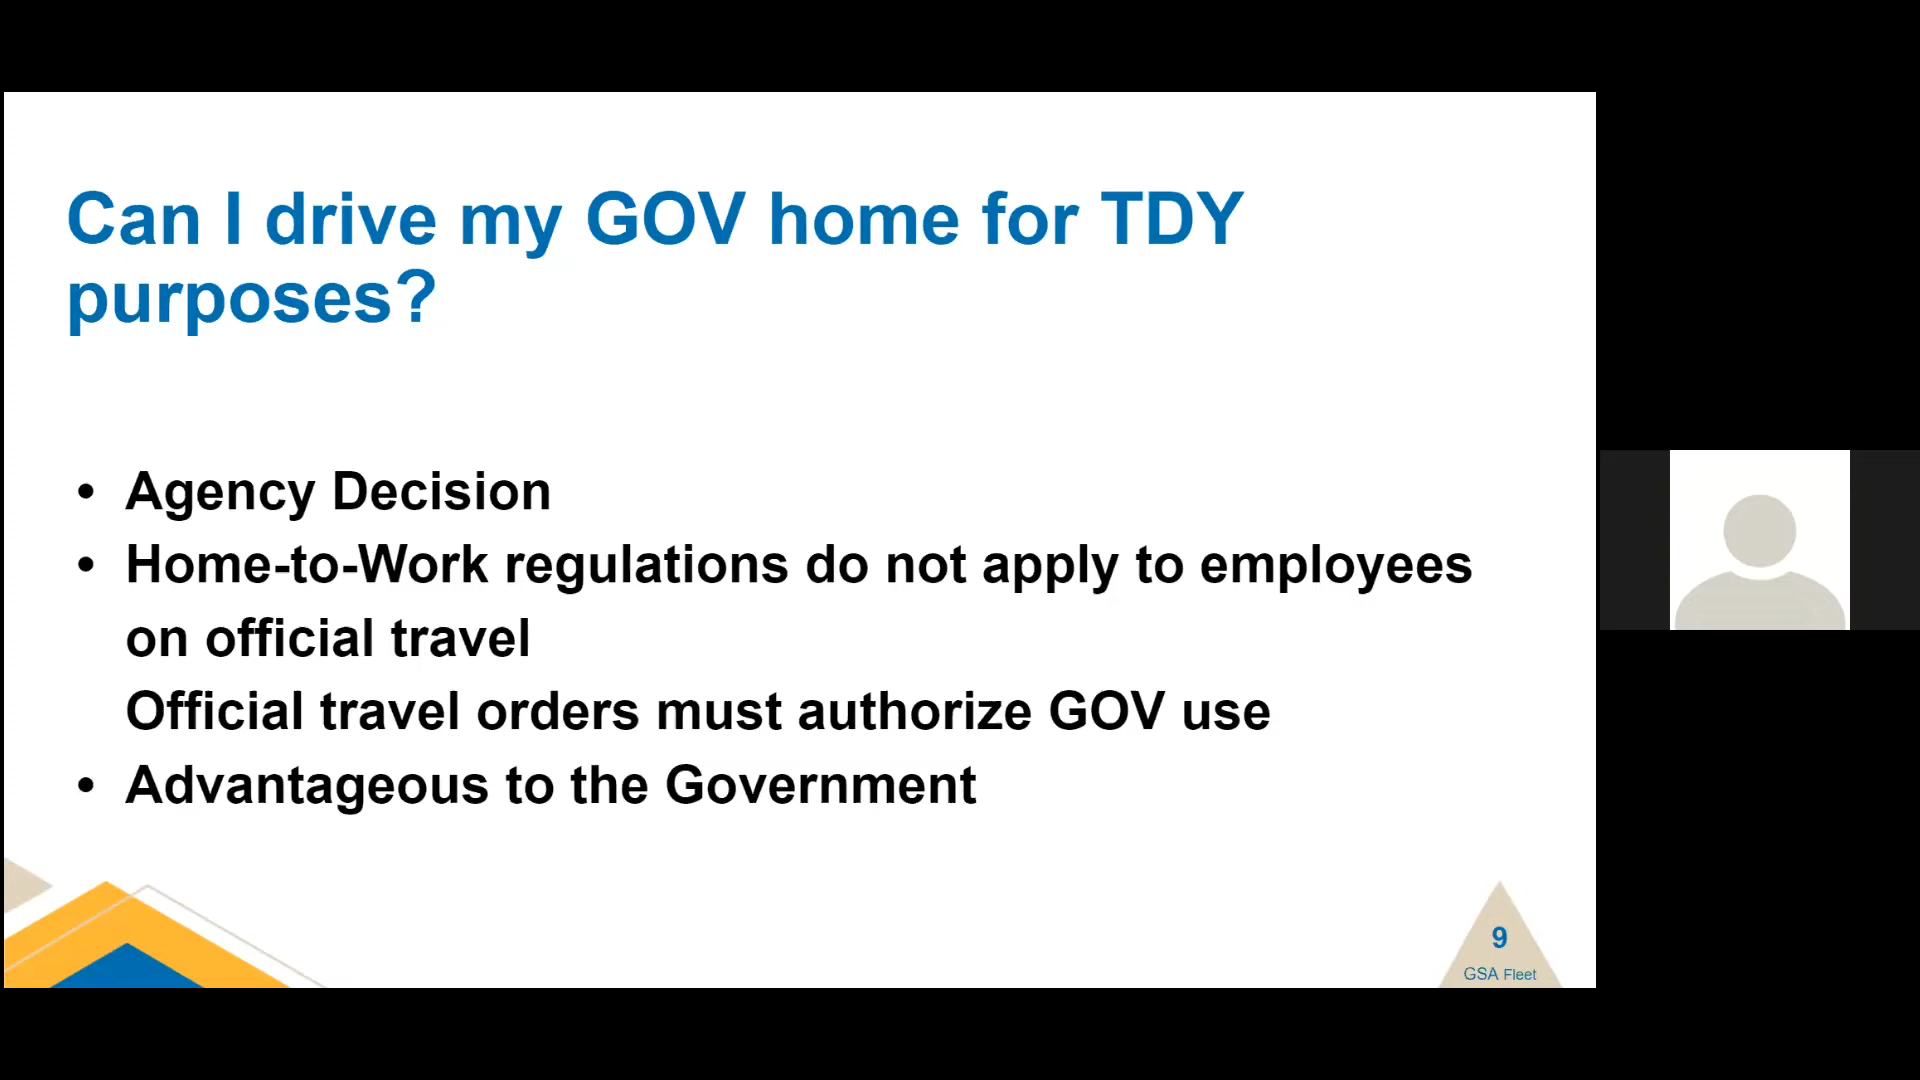 Can I drive my GOV home for TDY
purposes?
• Agency Decision
• Home-to-Work regulations do not apply to employees
on official travel
Official travel orders must authorize GOV use
• Advantageous to the Government
9
GSA Fleet